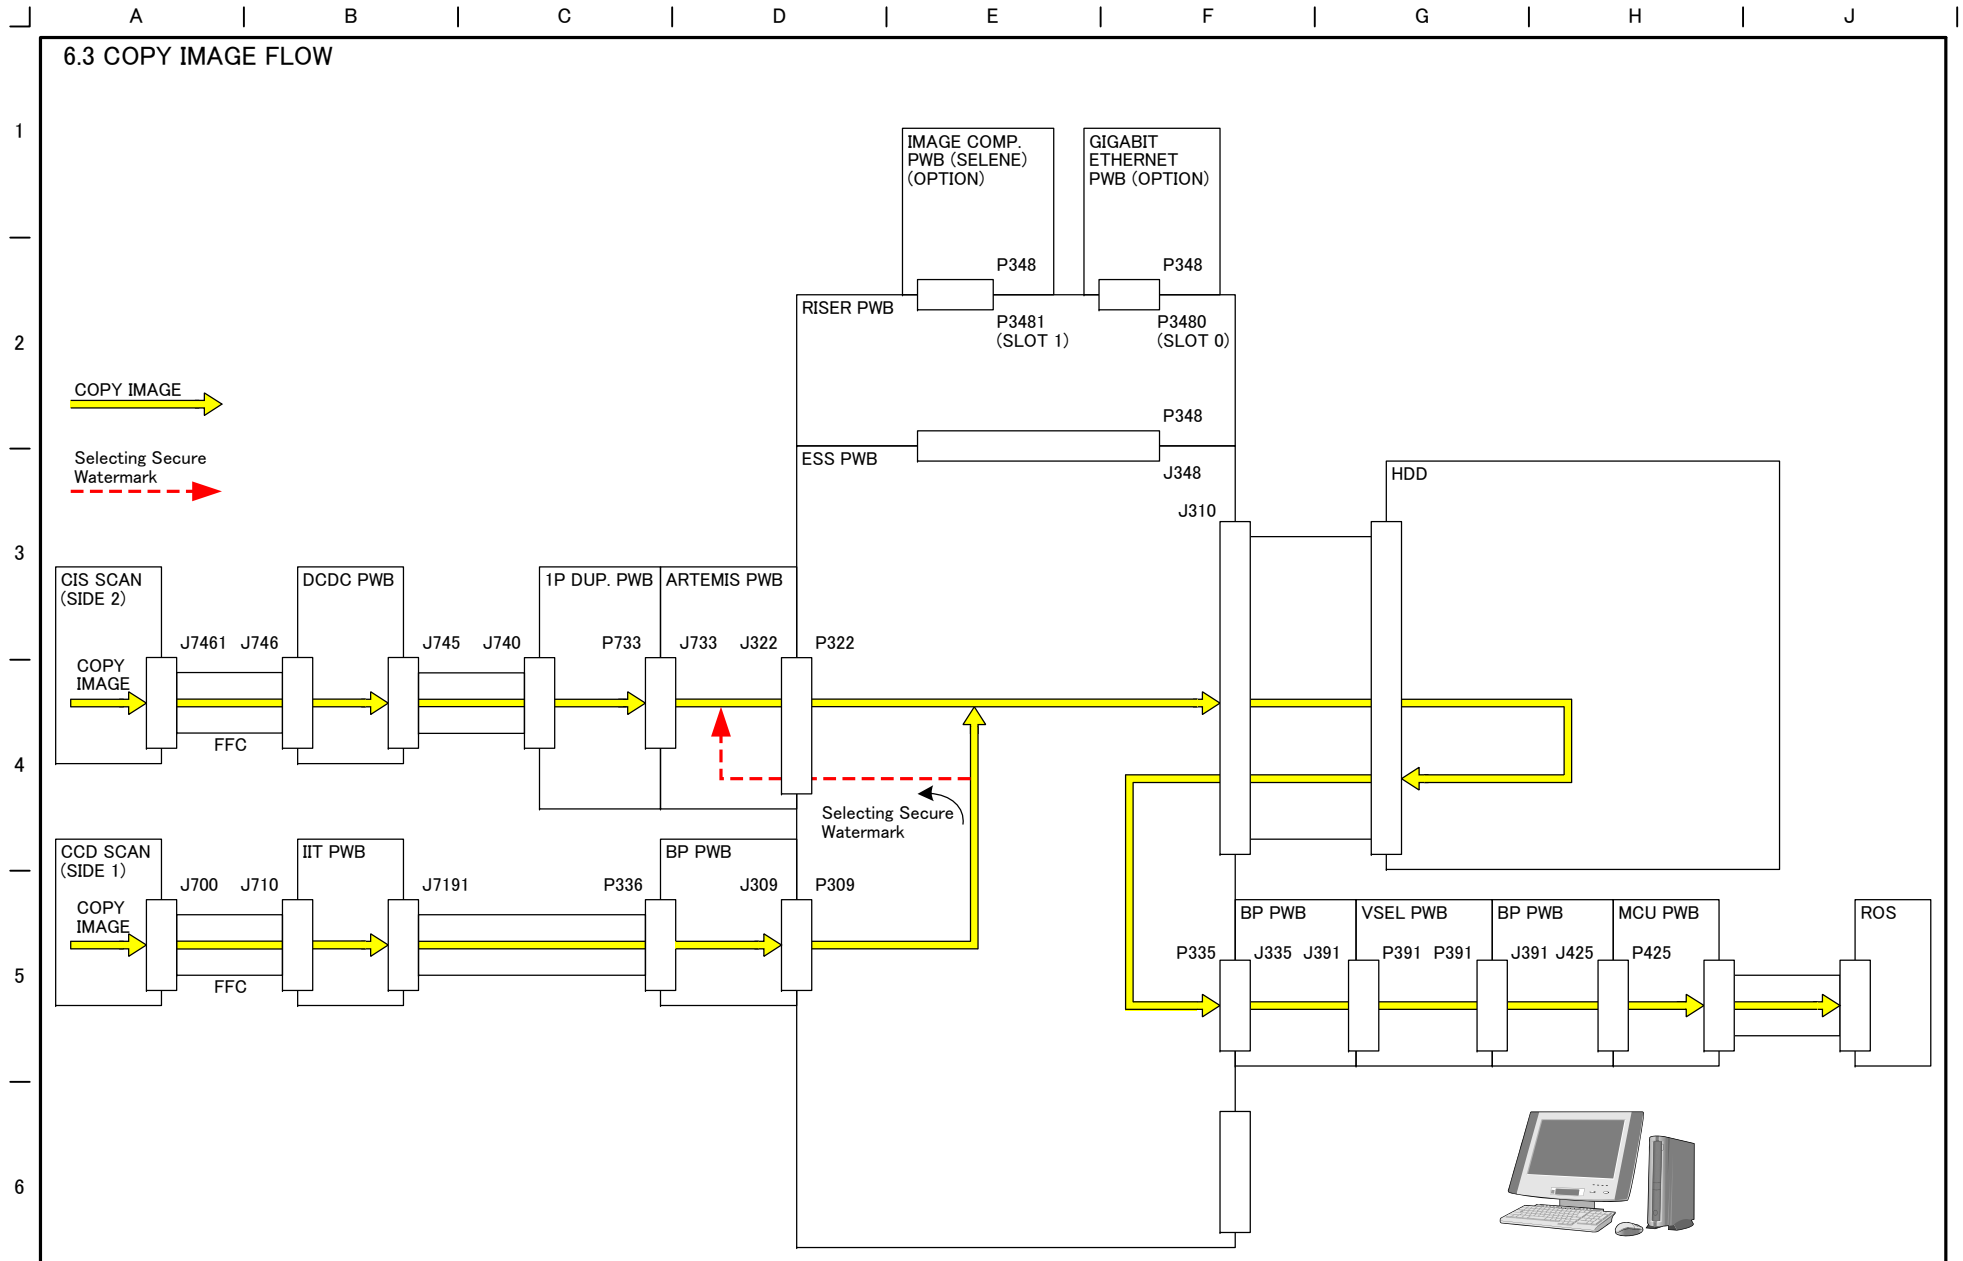 A B C D E F G H J
6.3 COPY IMAGE FLOW
1
IMAGE COMP.
PWB (SELENE)
(OPTION)
GIGABIT
ETHERNET
PWB (OPTION)
P348
P348
RISER PWB
P3481
(SLOT 1)
P3480
(SLOT 0)
2
COPY IMAGE
P348
Selecting Secure
Watermark
ESS PWB
J348
HDD
J310
3
CIS SCAN
(SIDE 2)
DCDC PWB
1P DUP. PWB
ARTEMIS PWB
J7461 J746
J745 J740
P733
J733
J322
P322
COPY
IMAGE
FFC
4
Selecting Secure
Watermark
CCD SCAN
(SIDE 1)
IIT PWB
BP PWB
J700 J710
J7191
P336
J309
P309
COPY
IMAGE
FFC
BP PWB
VSEL PWB
BP PWB
MCU PWB
ROS
P335
J335 J391
P391 P391
J391 J425
P425
5
6